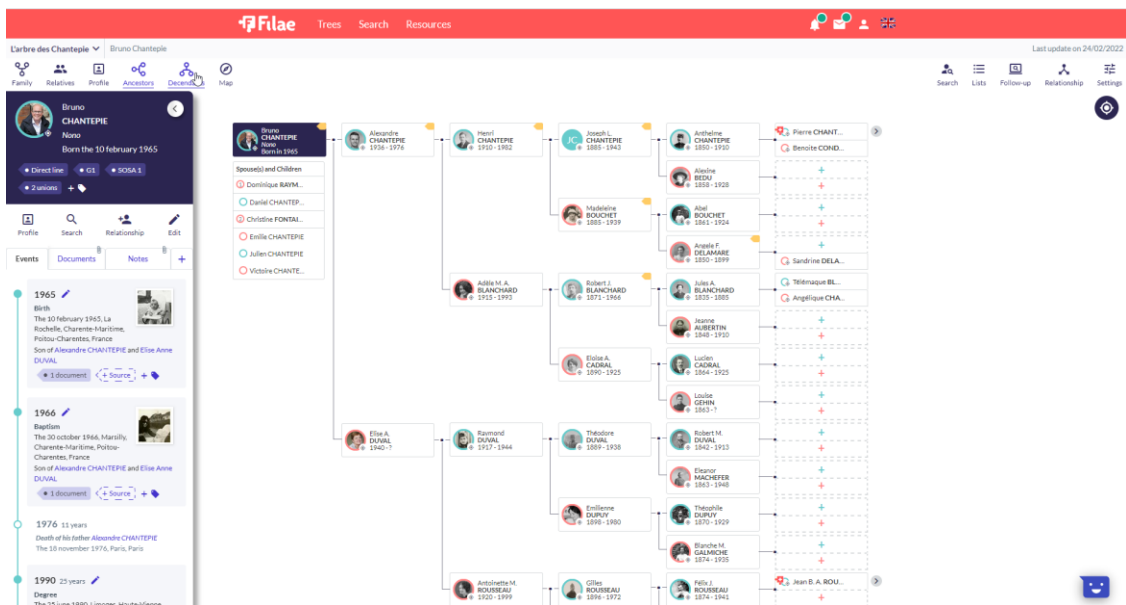 Filae
Trees Search Resources
L'arbre des Chantepie
Bruno Chantepie
Last update on 24/02/2022
Family Relatives Profile Ancestors Map
Search Lists Follow-up Relationship Settings
Bruno
CHANTEPIE
Nono
Born the 10 february 1965
• Direct line • G1 • SOSA 1
• 2 unions +
Profile Search Relationship Edit
Events Documents Notes +
1965
Birth
The 10 february 1965, La
Rochelle, Charente-Maritime,
Poitou-Charentes, France
Son of Alexandre CHANTEPIE and Elise Anne
DUVAL
• 1 document + Source +
1966
Baptism
The 30 october 1966, Marsilly,
Charente-Maritime, Poitou-
Charentes, France
Son of Alexandre CHANTEPIE and Elise Anne
DUVAL
• 1 document + Source +
1976 11 years
Death of his father Alexandre CHANTEPIE
The 18 november 1976, Paris, Paris
1990 25 years
Degree
The 25 june 1990, Limoges, Haute-Vienne
Bruno
CHANTEPIE
Nono
Born in 1965
Spouse(s) and Children
Dominique RAYM...
Daniel CHANTEP...
Christine FONTAI...
Emilie CHANTEPIE
Julien CHANTEPIE
Victoire CHANTE...
Alexandre
CHANTEPIE
1936 - 1976
Elise A.
DUVAL
1940 - ?
Henri
CHANTEPIE
1910 - 1982
Adèle M. A.
BLANCHARD
1915 - 1993
Raymond
DUVAL
1917 - 1944
Antoinette M.
ROUSSEAU
1920 - 1999
JC
Joseph L.
CHANTEPIE
1885 - 1943
Madeleine
BOUCHET
1885 - 1939
Robert J.
BLANCHARD
1871 - 1966
Eloïse A.
CADRAL
1890 - 1925
Théodore
DUVAL
1889 - 1938
Emilienne
DUPUY
1898 - 1980
Gilles
ROUSSEAU
1896 - 1972
Anthelme
CHANTEPIE
1850 - 1910
Alexine
BEDU
1858 - 1928
Abel
BOUCHET
1861 - 1924
Angele F.
DELAMARE
1850 - 1899
Jules A.
BLANCHARD
1835 - 1885
Jeanne
AUBERTIN
1848 - 1910
Lucien
CADRAL
1864 - 1925
Louise
GEHIN
1863 - ?
Robert M.
DUVAL
1842 - 1913
Eleanor
MACHEFER
1863 - 1948
Théophile
DUPUY
1870 - 1929
Blanche M.
GALMICHE
1874 - 1935
Félix J.
ROUSSEAU
1874 - 1941
Pierre CHANT...
Benoite COND...
Sandrine DELA...
Télémaque BL...
Angélique CHA...
Jean B. A. ROU...